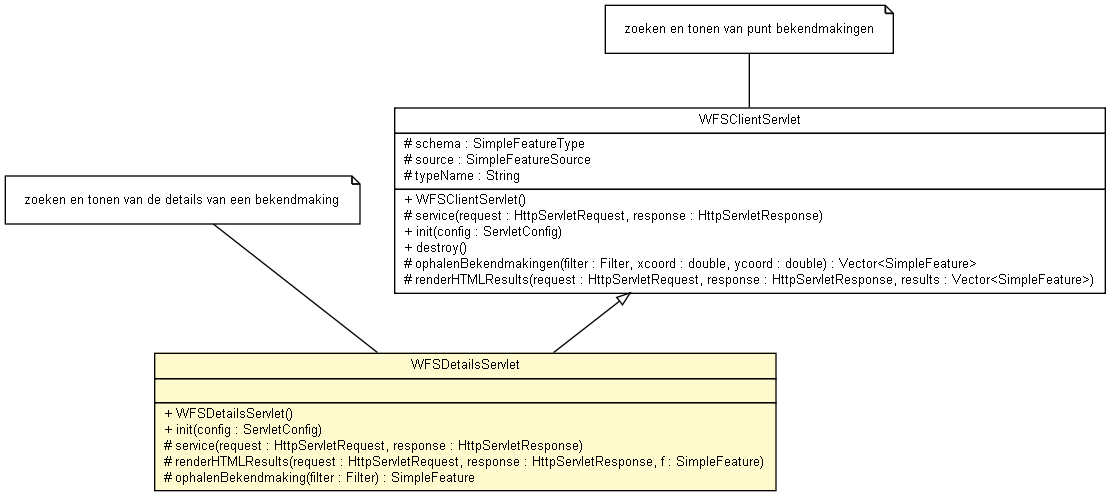 zoeken en tonen van punt bekendmakingen
WFSClientServlet
# schema : SimpleFeatureType
# source : SimpleFeatureSource
# typeName : String
+ WFSClientServlet()
# service(request : HttpServletRequest, response : HttpServletResponse)
+ init(config : ServletConfig)
+ destroy()
# ophalenBekendmakingen(filter : Filter, xcoord : double, ycoord : double) : Vector<SimpleFeature>
# renderHTMLResults(request : HttpServletRequest, response : HttpServletResponse, results : Vector<SimpleFeature>)
zoeken en tonen van de details van een bekendmaking
WFSDetailsServlet
+ WFSDetailsServlet()
+ init(config : ServletConfig)
# service(request : HttpServletRequest, response : HttpServletResponse)
# renderHTMLResults(request : HttpServletRequest, response : HttpServletResponse, f : SimpleFeature)
# ophalenBekendmaking(filter : Filter) : SimpleFeature